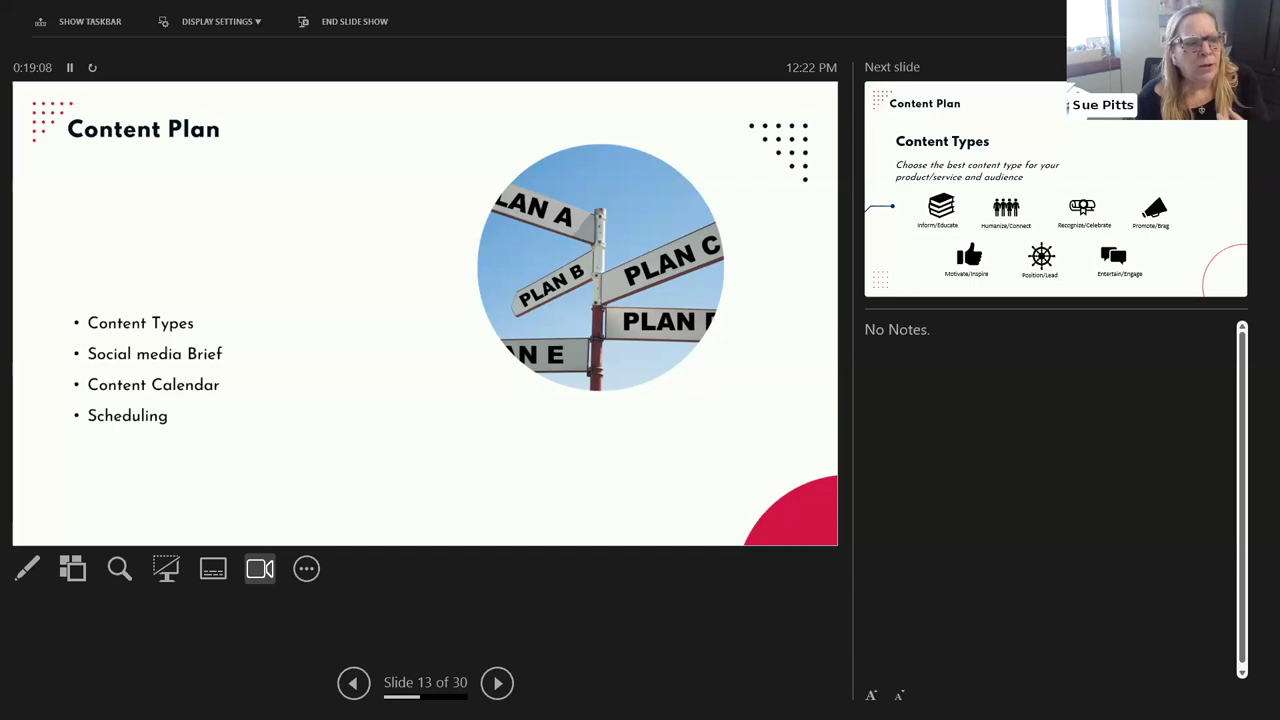 SHOW TASKBAR
DISPLAY SETTINGS ▼
END SLIDE SHOW
0:19:08
12:22 PM
Content Plan
LAN A
PLAN B
PLAN C
PLAN
AN E
• Content Types
• Social media Brief
• Content Calendar
• Scheduling
Slide 13 of 30
Next slide
Sue Pitts
Content Plan
Content Types
Choose the best content type for your
product/service and audience
Inform/Educate
Humanize/Connect
Recognize/Celebrate
Promote/Brag
Motivate/Inspire
Position/Lead
Entertain/Engage
No Notes.
A A